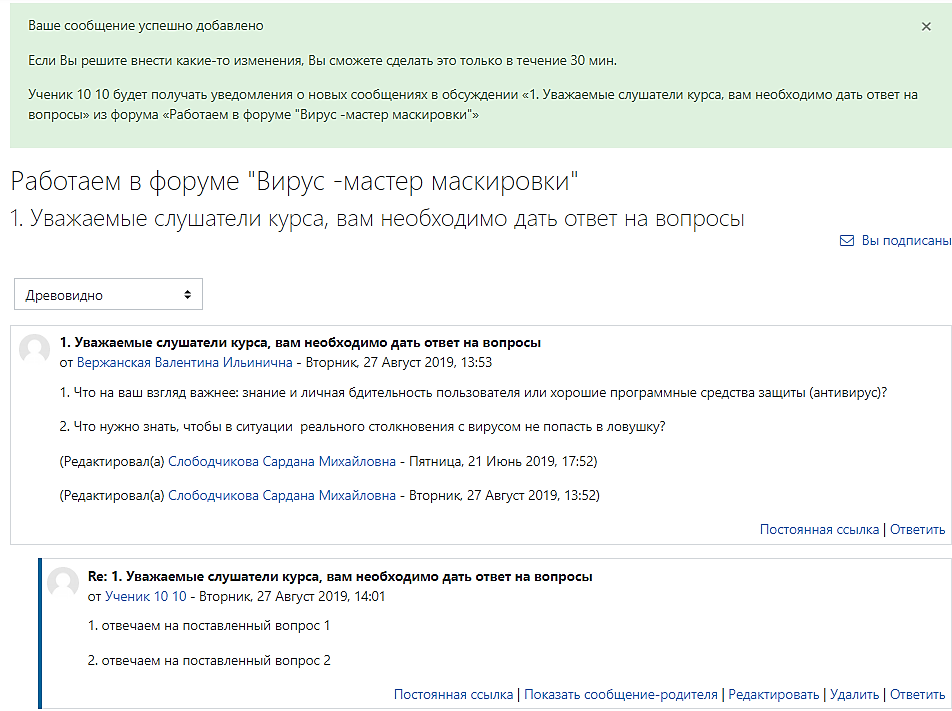 Ваше сообщение успешно добавлено
×
Если Вы решите внести какие-то изменения, Вы сможете сделать это только в течение 30 мин.
Ученик 10 10 будет получать уведомления о новых сообщениях в обсуждении «1. Уважаемые слушатели курса, вам необходимо дать ответ на
вопросы» из форума «Работаем в форуме "Вирус -мастер маскировки"»
Работаем в форуме "Вирус -мастер маскировки"
1. Уважаемые слушатели курса, вам необходимо дать ответ на вопросы
Вы подписаны
Древовидно
1. Уважаемые слушатели курса, вам необходимо дать ответ на вопросы
от Вержанская Валентина Ильинична - Вторник, 27 Август 2019, 13:53
1. Что на ваш взгляд важнее: знание и личная бдительность пользователя или хорошие программные средства защиты (антивирус)?
2. Что нужно знать, чтобы в ситуации  реального столкновения с вирусом не попасть в ловушку?
(Редактировал(а) Слободчикова Сардана Михайловна - Пятница, 21 Июнь 2019, 17:52)
(Редактировал(а) Слободчикова Сардана Михайловна - Вторник, 27 Август 2019, 13:52)
Постоянная ссылка | Ответить
Re: 1. Уважаемые слушатели курса, вам необходимо дать ответ на вопросы
от Ученик 10 10 - Вторник, 27 Август 2019, 14:01
1. отвечаем на поставленный вопрос 1
2. отвечаем на поставленный вопрос 2
Постоянная ссылка | Показать сообщение-родителя | Редактировать | Удалить | Ответить